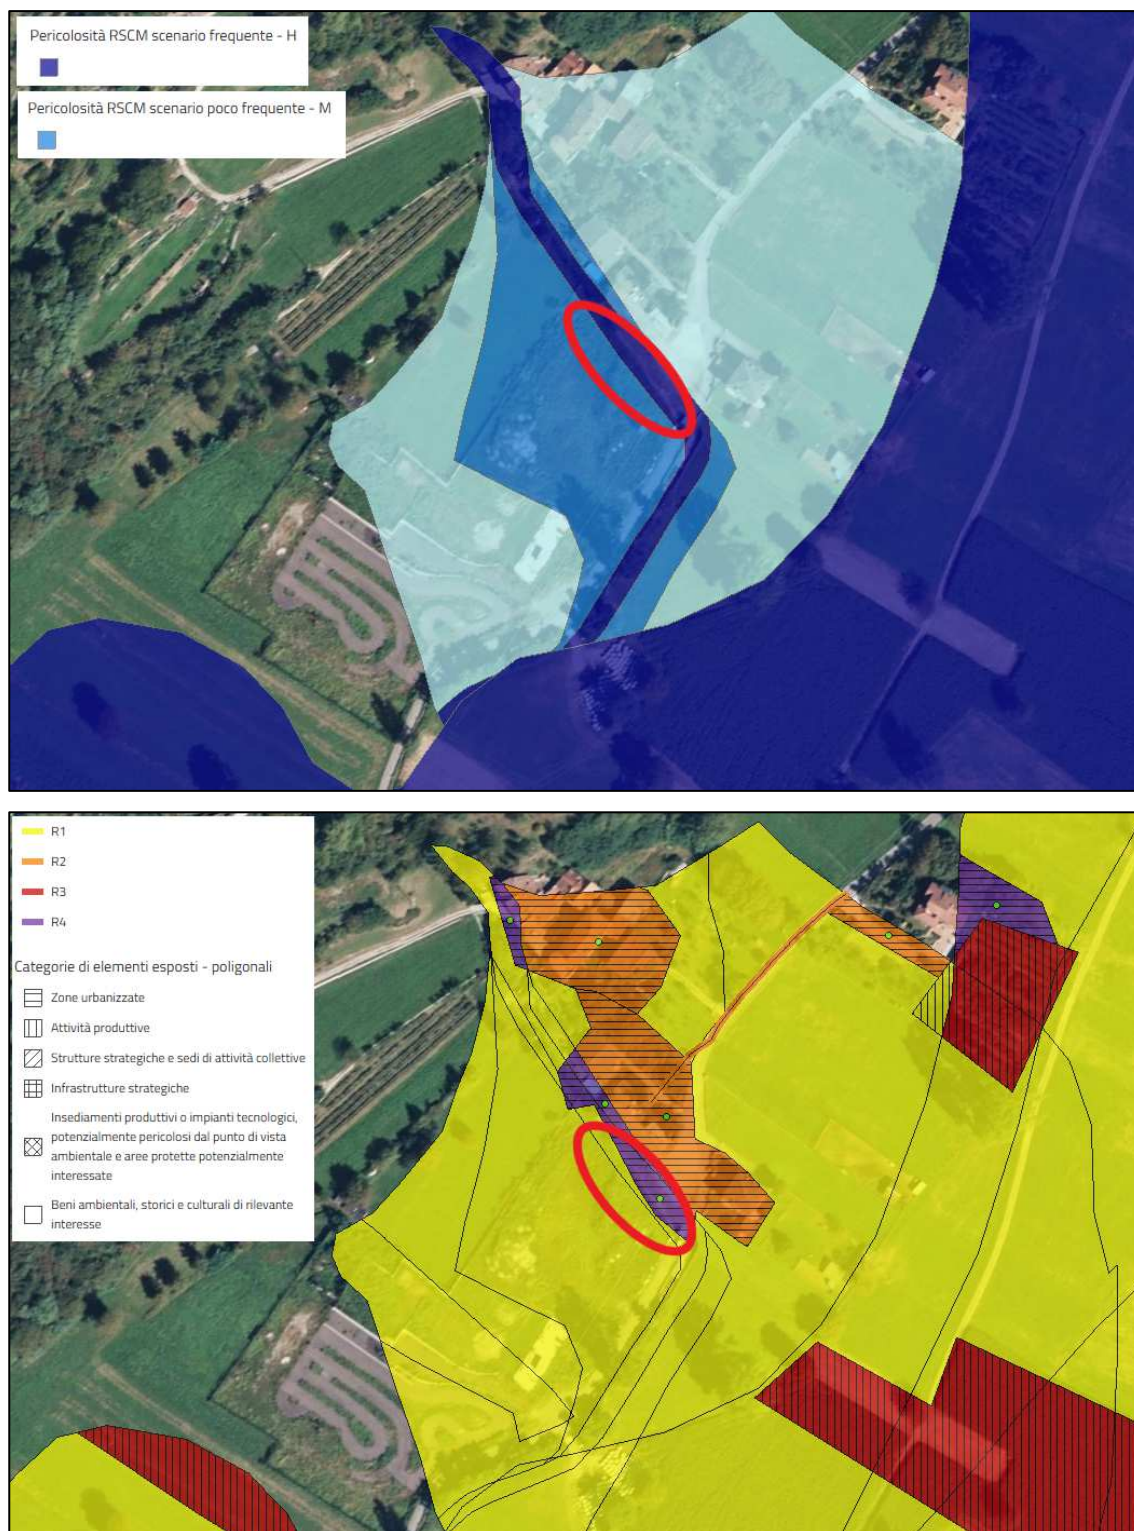 Pericolosità RSCM scenario frequente - H
Pericolosità RSCM scenario poco frequente - M
R1
R2
R3
R4
Categorie di elementi esposti - poligonali
Zone urbanizzate
Attività produttive
Strutture strategiche e sedi di attività collettive
Infrastrutture strategiche
Insediamenti produttivi o impianti tecnologici,
potenzialmente pericolosi dal punto di vista
ambientale e aree protette potenzialmente
interessate
Beni ambientali, storici e culturali di rilevante
interesse